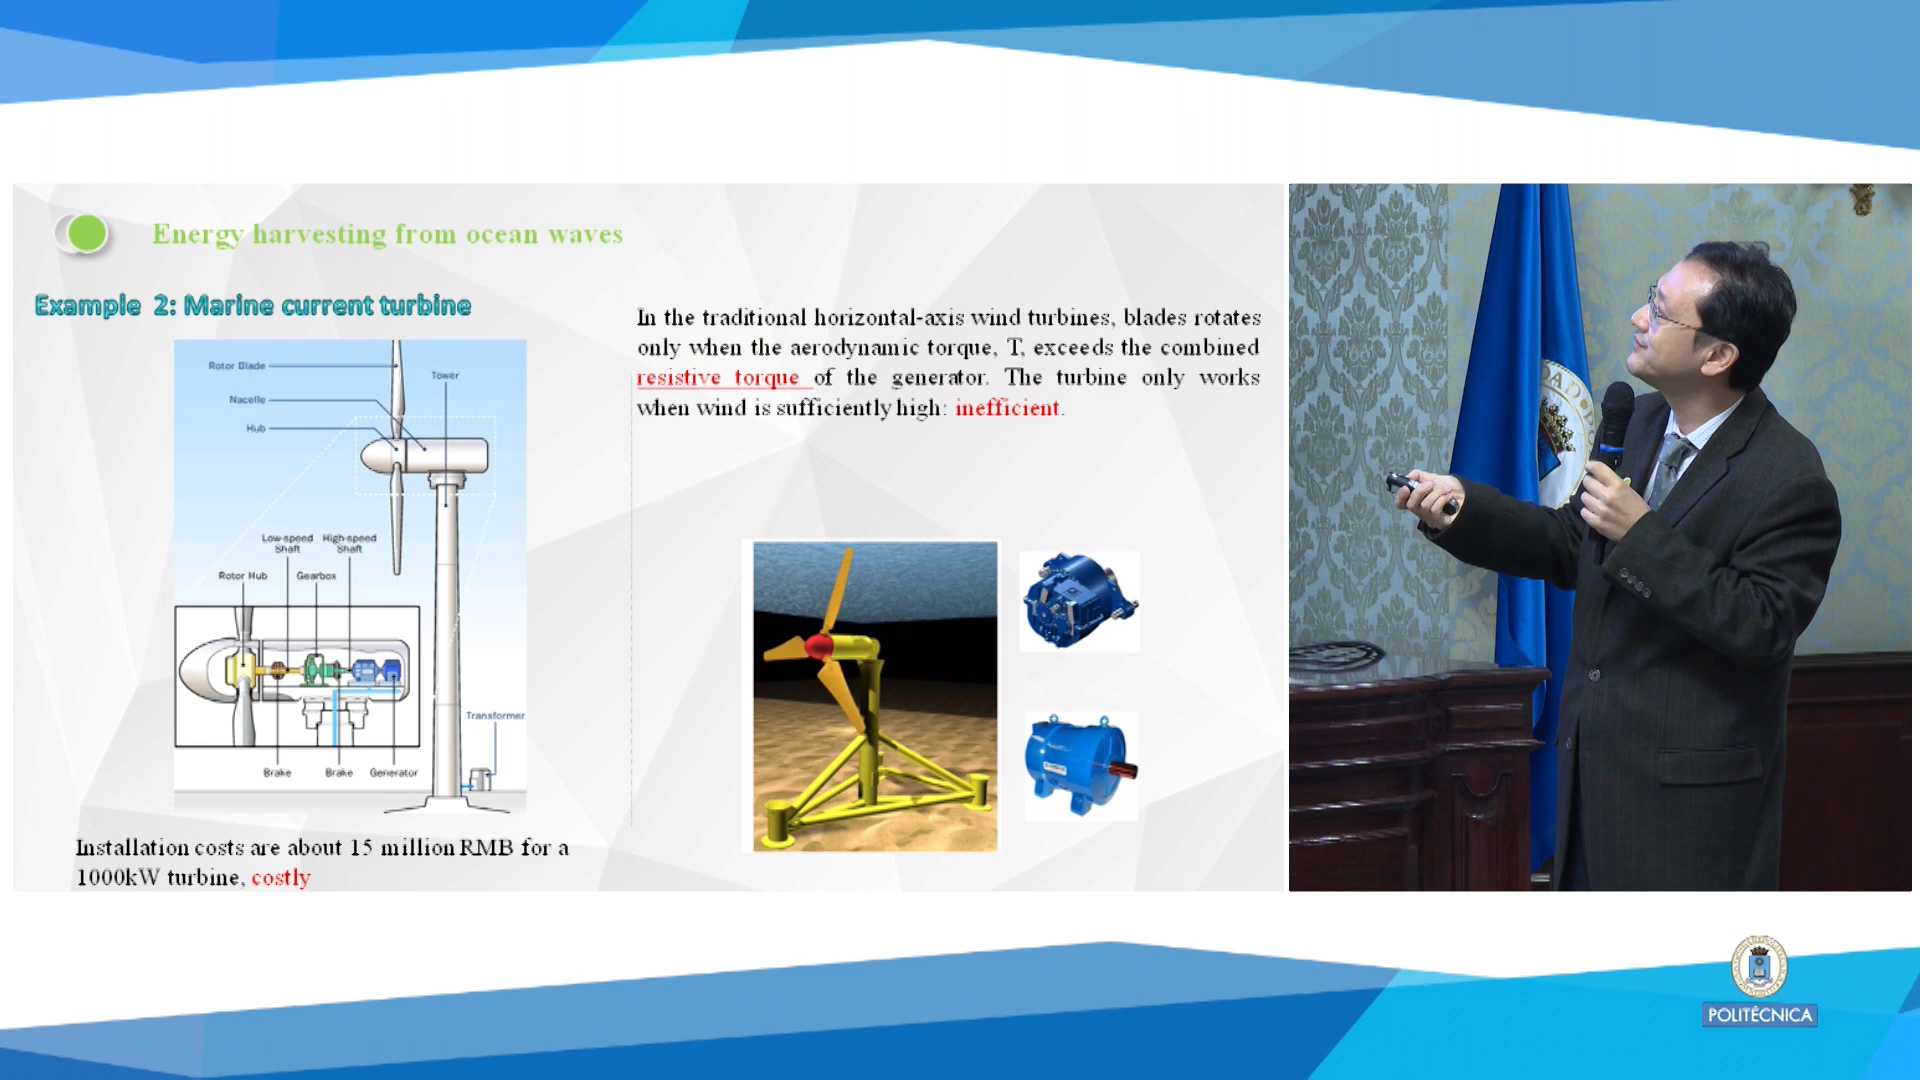 Energy harvesting from ocean waves
Example 2: Marine current turbine
Rotor Blade
Nacelle
Hub
Tower
Low-speed Shaft
High-speed Shaft
Rotor Hub
Gearbox
Transformer
Brake
Brake
Generator
Installation costs are about 15 million RMB for a
1000kW turbine, costly
In the traditional horizontal-axis wind turbines, blades rotates
only when the aerodynamic torque, T, exceeds the combined
resistive torque of the generator. The turbine only works
when wind is sufficiently high: inefficient.
POLITÉCNICA